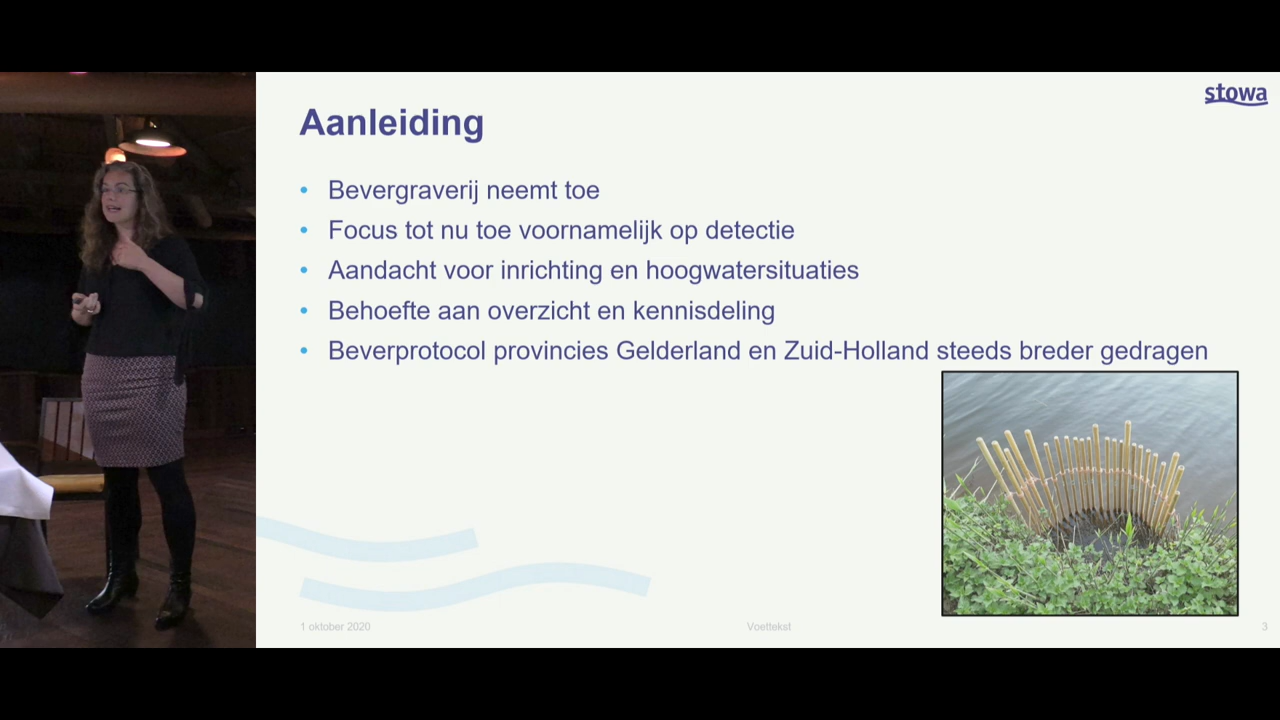 stowa
Aanleiding
• Bevergraverij neemt toe
• Focus tot nu toe voornamelijk op detectie
• Aandacht voor inrichting en hoogwatersituaties
• Behoefte aan overzicht en kennisdeling
• Beverprotocol provincies Gelderland en Zuid-Holland steeds breder gedragen
1 oktober 2020
Voettekst
3